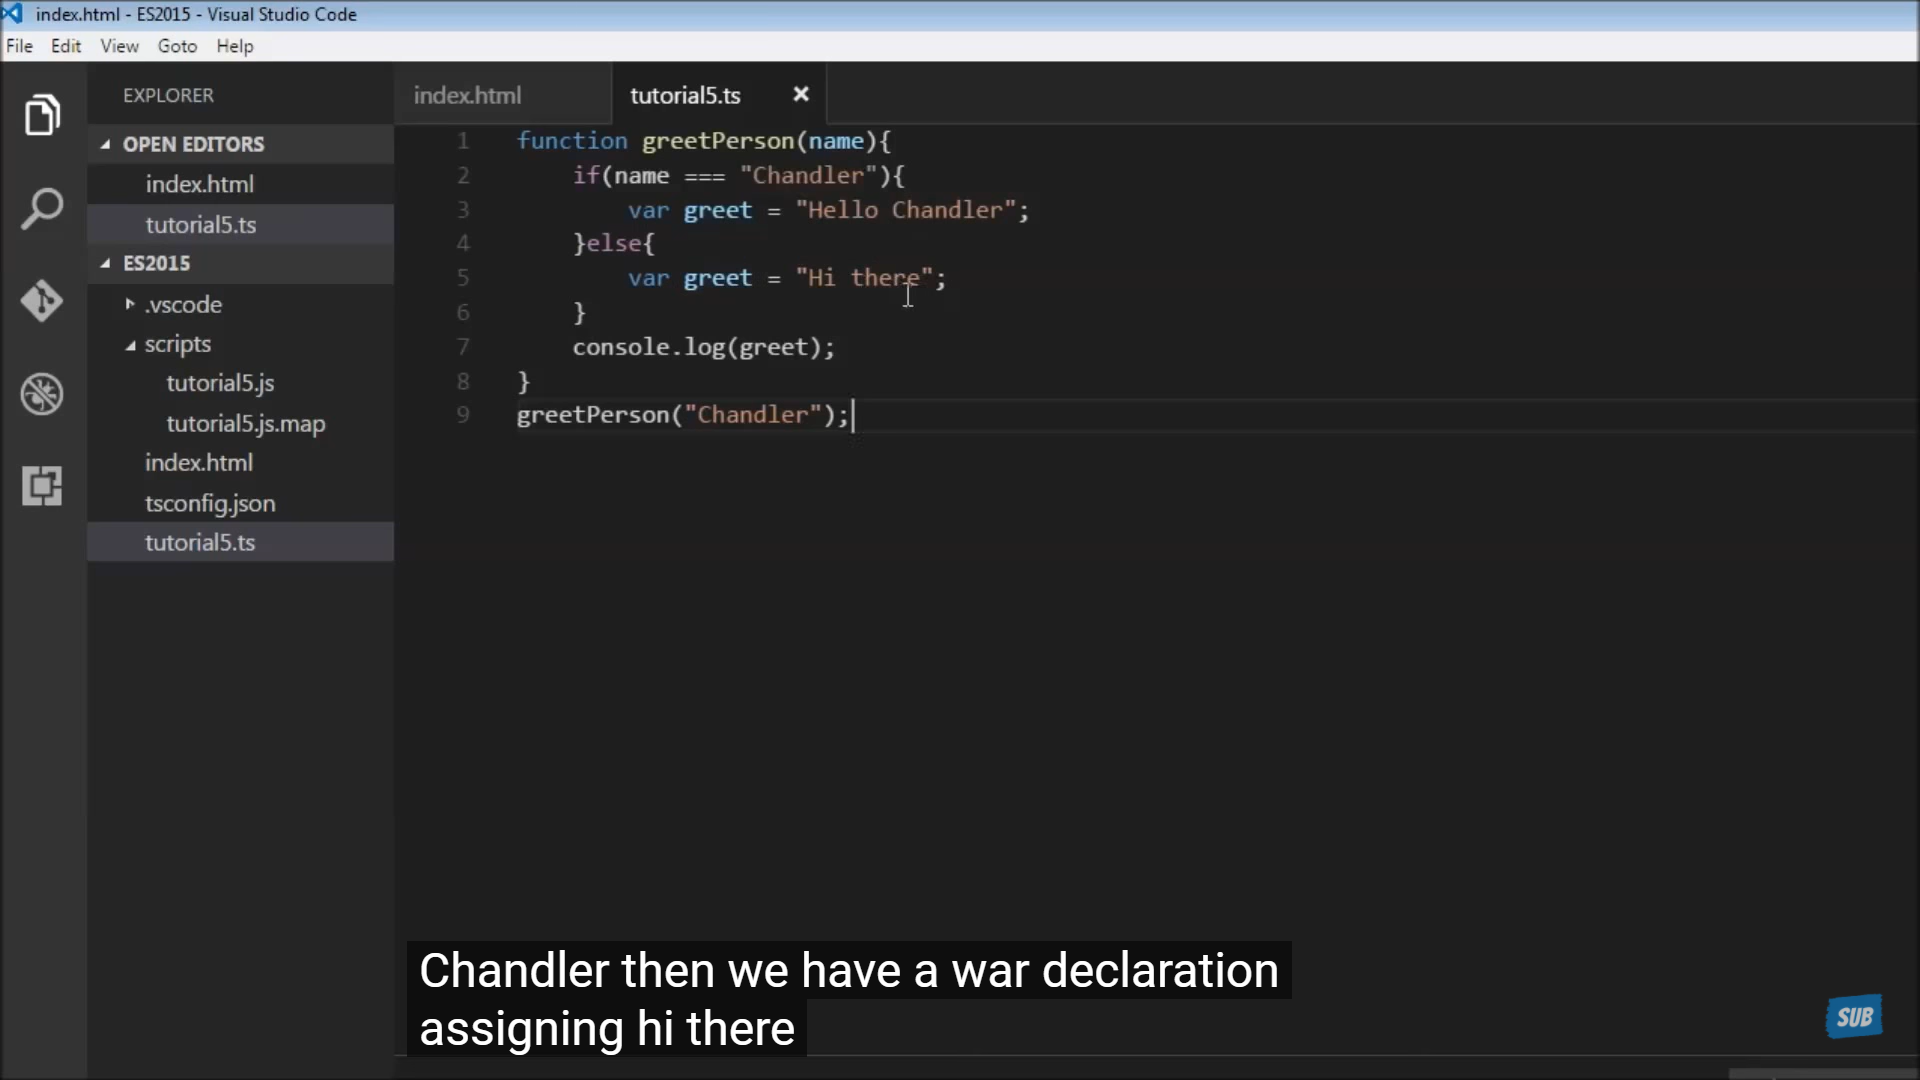 index.html - ES2015 - Visual Studio Code
File Edit View Goto Help
EXPLORER
OPEN EDITORS
index.html
tutorial5.ts
ES2015
.vscode
scripts
tutorial5.js
tutorial5.js.map
index.html
tsconfig.json
tutorial5.ts
index.html tutorial5.ts
1 function greetPerson(name){
2 if(name === "Chandler"){
3 var greet = "Hello Chandler";
4 }else{
5 var greet = "Hi there";
6 }
7 console.log(greet);
8 }
9 greetPerson("Chandler");
Chandler then we have a war declaration
assigning hi there
SUB